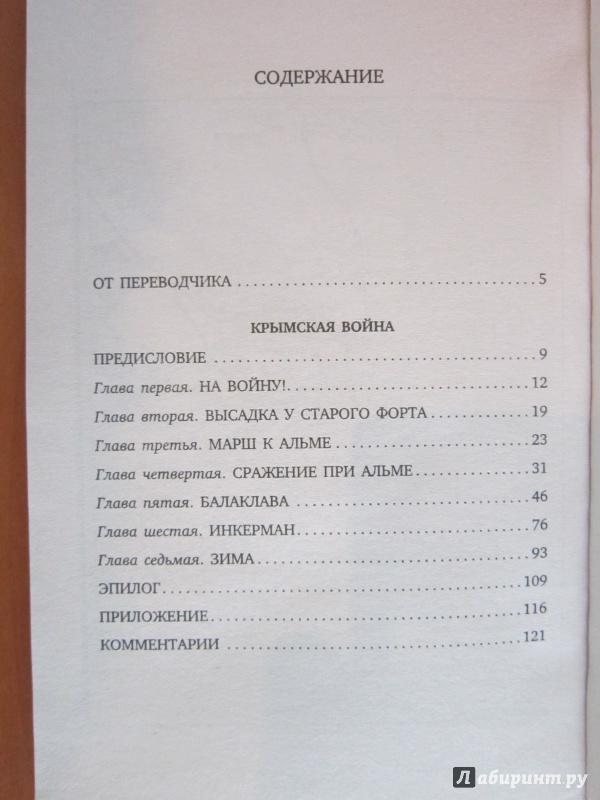 СОДЕРЖАНИЕ
ОТ ПЕРЕВОДЧИКА ........................................ 5
КРЫМСКАЯ ВОЙНА
ПРЕДИСЛОВИЕ ........................................ 9
Глава первая. НА ВОЙНУ!................................ 12
Глава вторая. ВЫСАДКА У СТАРОГО ФОРТА............. 19
Глава третья. МАРШ К АЛЬМЕ.......................... 23
Глава четвертая. СРАЖЕНИЕ ПРИ АЛЬМЕ............... 31
Глава пятая. БАЛАКЛАВА ............................... 46
Глава шестая. ИНКЕРМАН............................... 76
Глава седьмая. ЗИМА................................... 93
ЭПИЛОГ............................................... 109
ПРИЛОЖЕНИЕ.......................................... 116
КОММЕНТАРИИ ........................................ 121
Лабиринт.ру